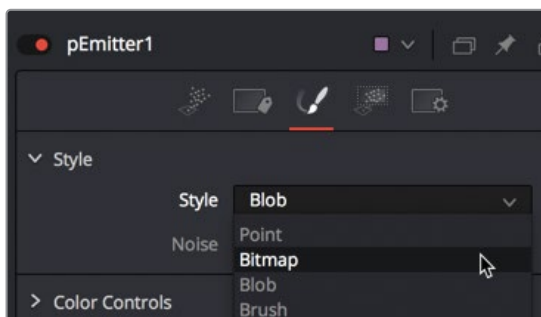 pEmitter1
Style
Style Blob
Noise Point
Bitmap
Blob
Color Controls Brush